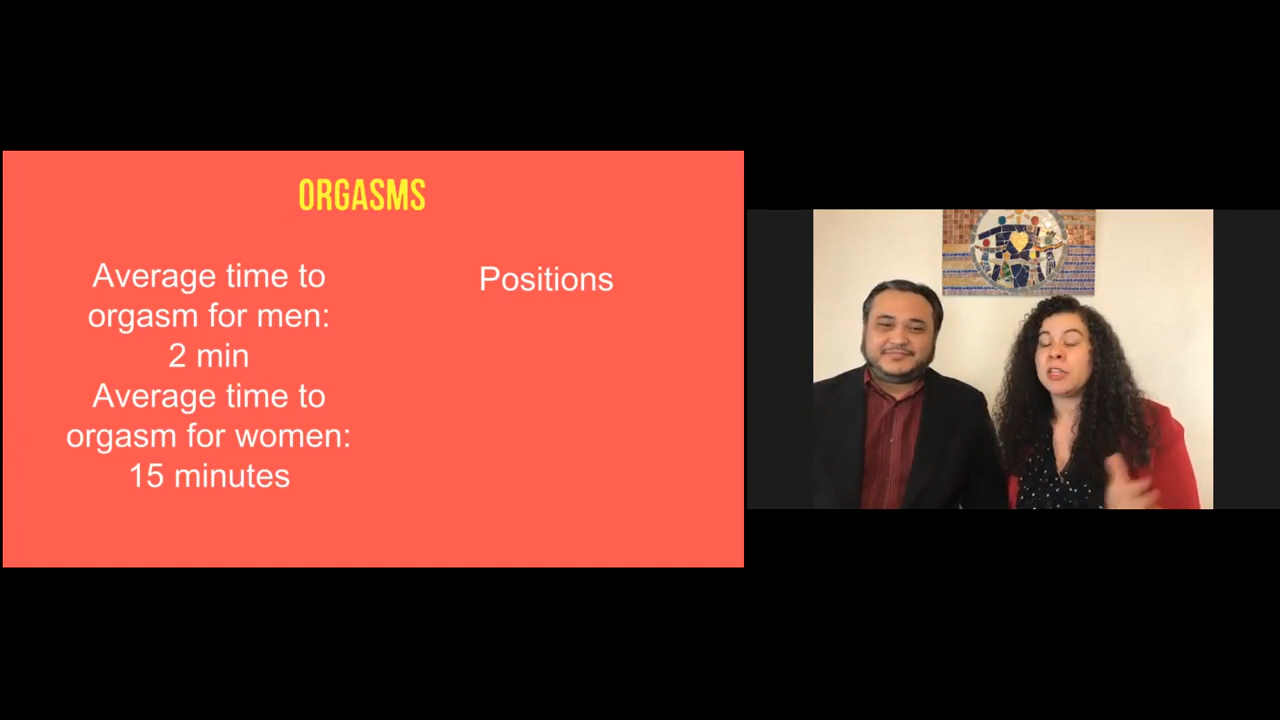 ORGASMS
Average time to
orgasm for men:
2 min
Average time to
orgasm for women:
15 minutes
Positions